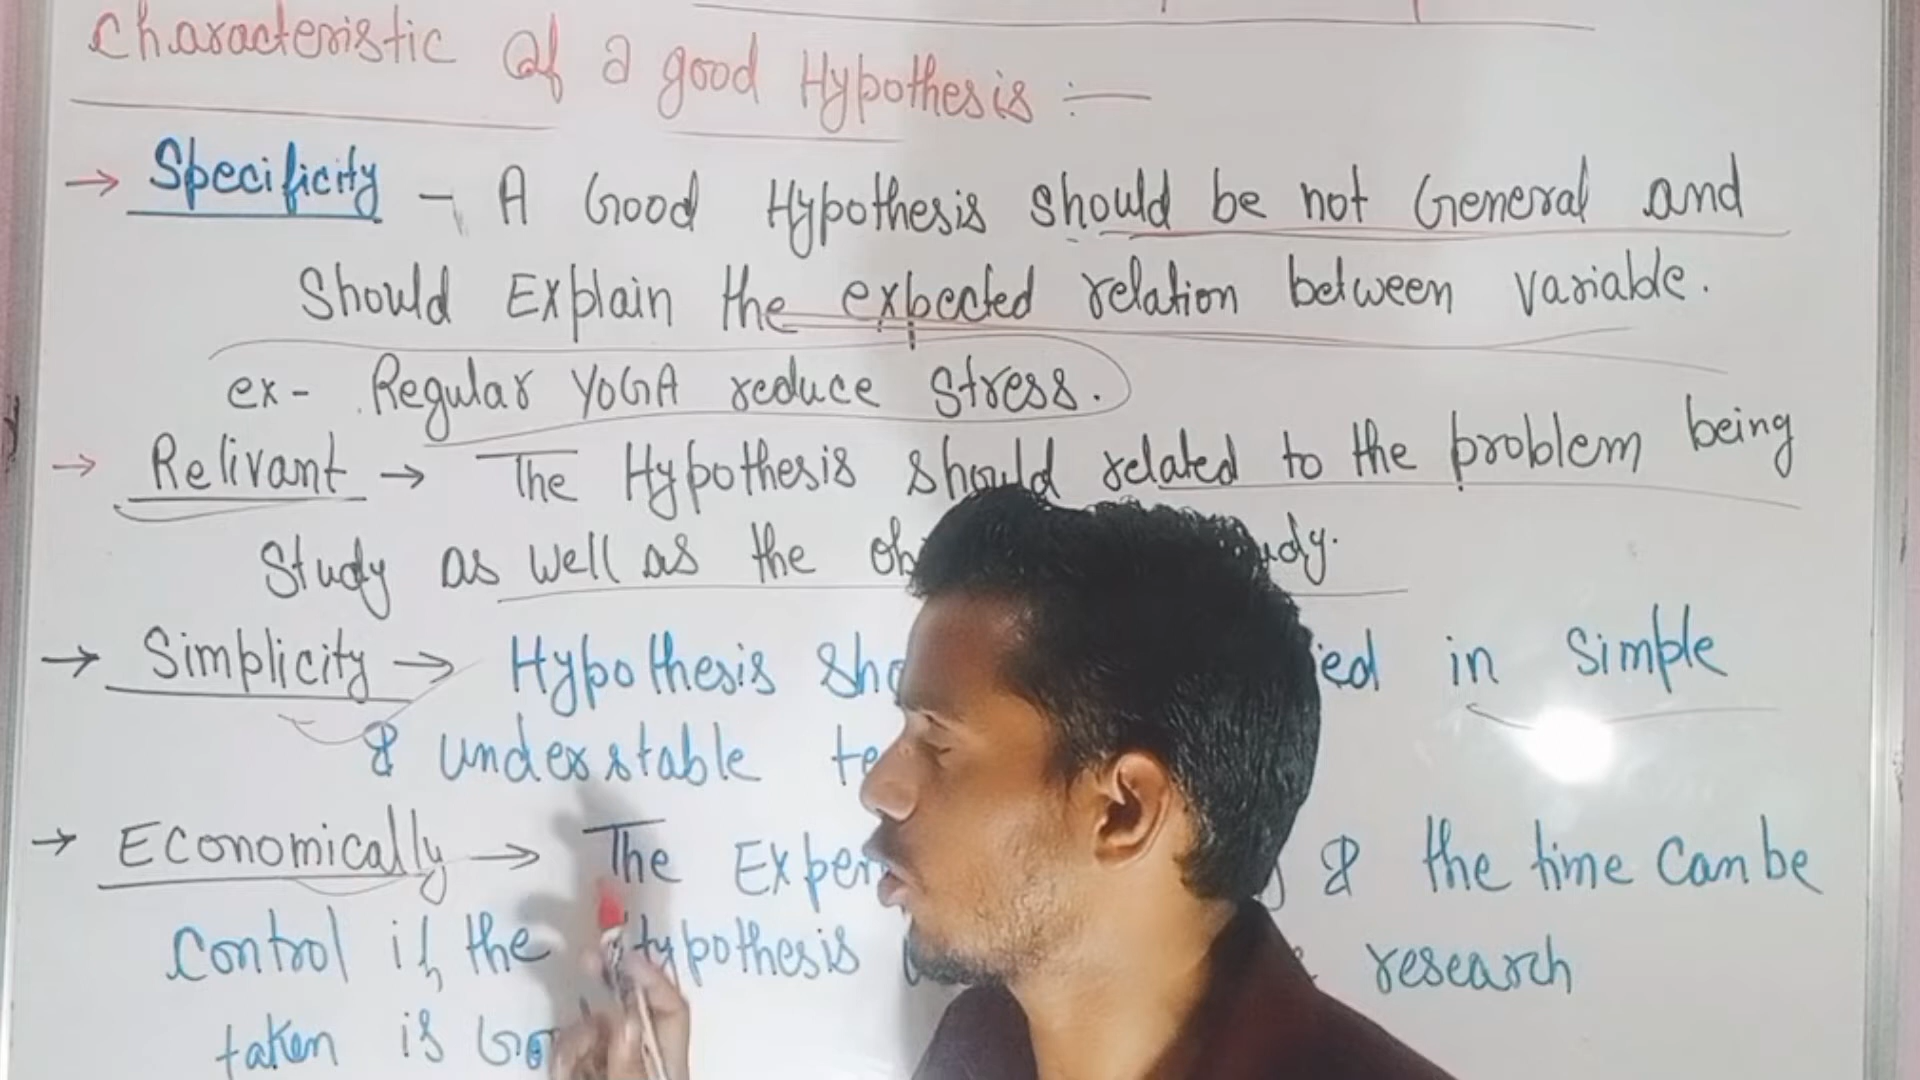 Characteristic Of a good Hypothesis :-
→ Specificity - A Good Hypothesis should be not General and
Should Explain the expected relation between variable.
ex- Regular YOGA reduce Stress.
→ Relivant → The Hypothesis should related to the problem being
Study as well as the
→ Simplicity → Hypothesis in Simple
& understable
→ Economically → The & the time can be
Control if the Hypothesis research
taken is